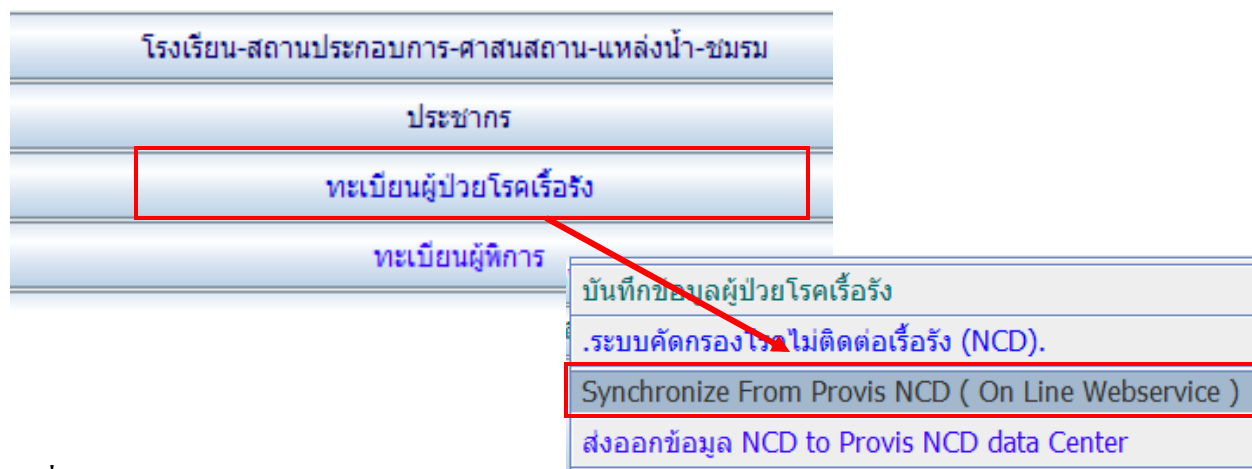 โรงเรียน-สถานประกอบการ-ศาสนสถาน-แหล่งน้ำ-ชมรม
ประชากร
ทะเบียนผู้ป่วยโรคเรื้อรัง
ทะเบียนผู้พิการ
บันทึกข้อมูลผู้ป่วยโรคเรื้อรัง
.ระบบคัดกรองโรคไม่ติดต่อเรื้อรัง (NCD).
Synchronize From Provis NCD ( On Line Webservice )
ส่งออกข้อมูล NCD to Provis NCD data Center